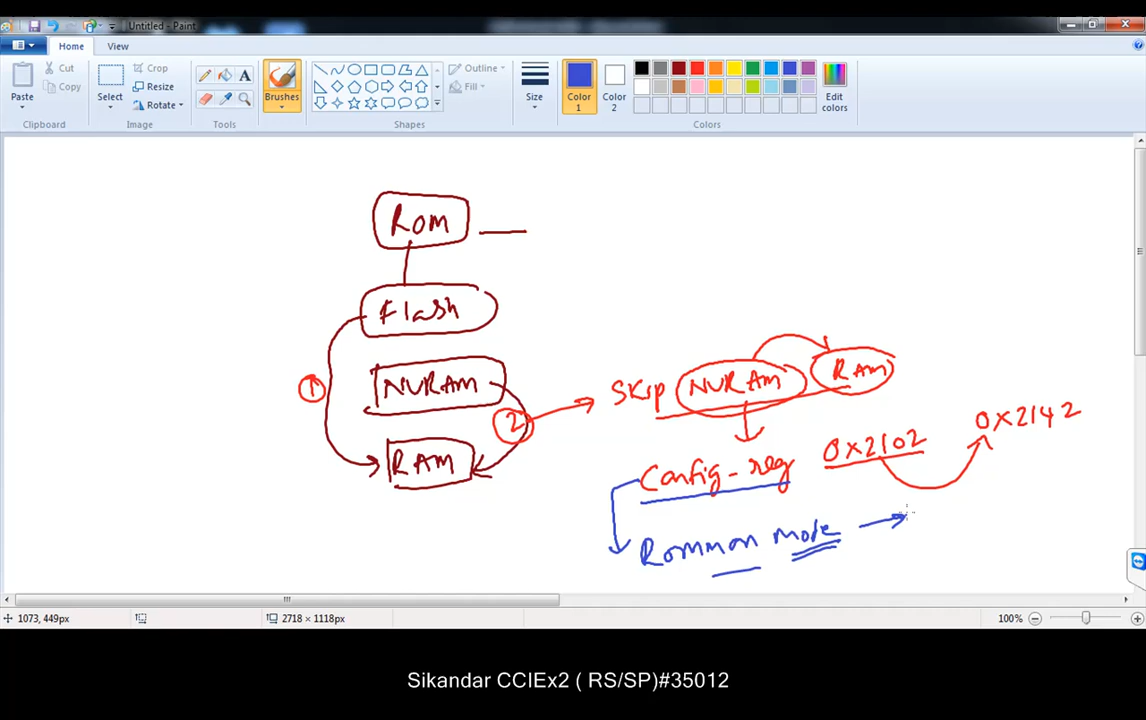 Untitled - Paint
Home
View
Paste
Cut
Copy
Clipboard
Select
Crop
Resize
Rotate
Image
A
Tools
Brushes
Outline
Fill
Shapes
Size
Color 1
Color 2
Edit colors
Colors
Rom
Flash
1
NVRAM
2
RAM
Skip NVRAM RAM
Config-reg 0x2102 0x2142
Rommon mode
1073, 449px
2718 × 1118px
100%
Sikandar CCIEx2 ( RS/SP)#35012